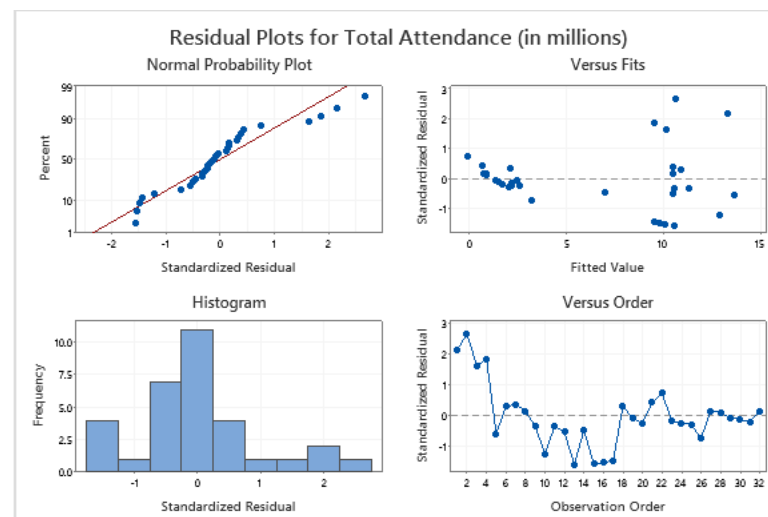 Residual Plots for Total Attendance (in millions)
Normal Probability Plot
99
90
50
10
1
Percent
-2 -1 0 1 2
Standardized Residual
Versus Fits
3
2
1
0
-1
Standardized Residual
0 5 10 15
Fitted Value
Histogram
10.0
7.5
5.0
2.5
0.0
Frequency
-1 0 1 2
Standardized Residual
Versus Order
3
2
1
0
-1
Standardized Residual
2 4 6 8 10 12 14 16 18 20 22 24 26 28 30 32
Observation Order